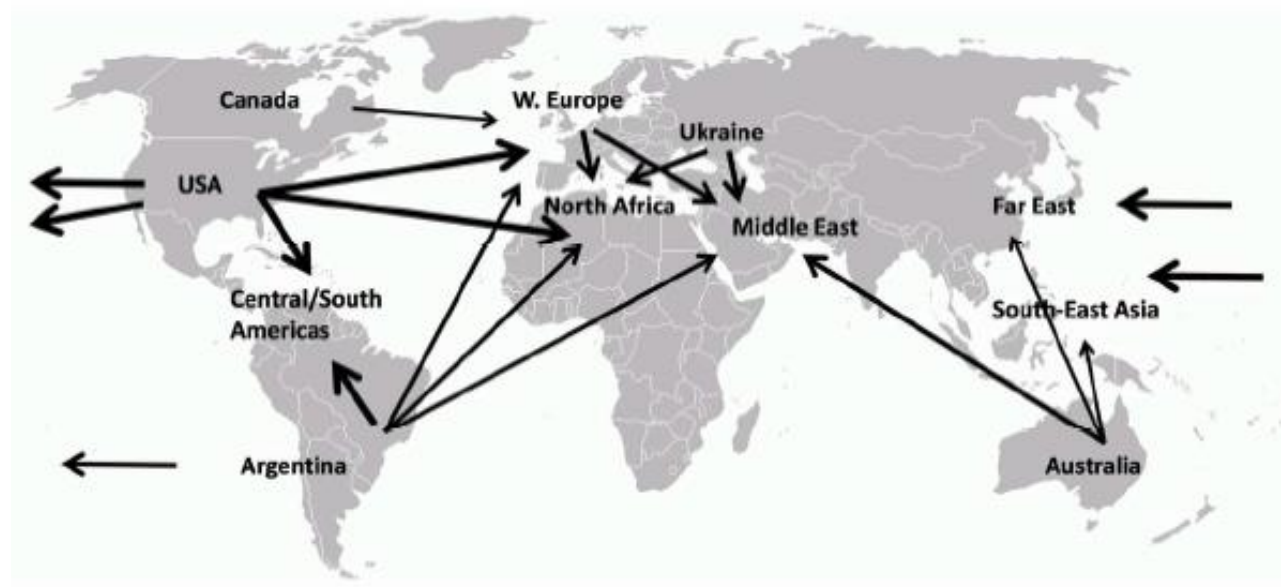 Canada
W. Europe
Ukraine
USA
North Africa
Far East
Middle East
Central/South
Americas
South-East Asia
Argentina
Australia